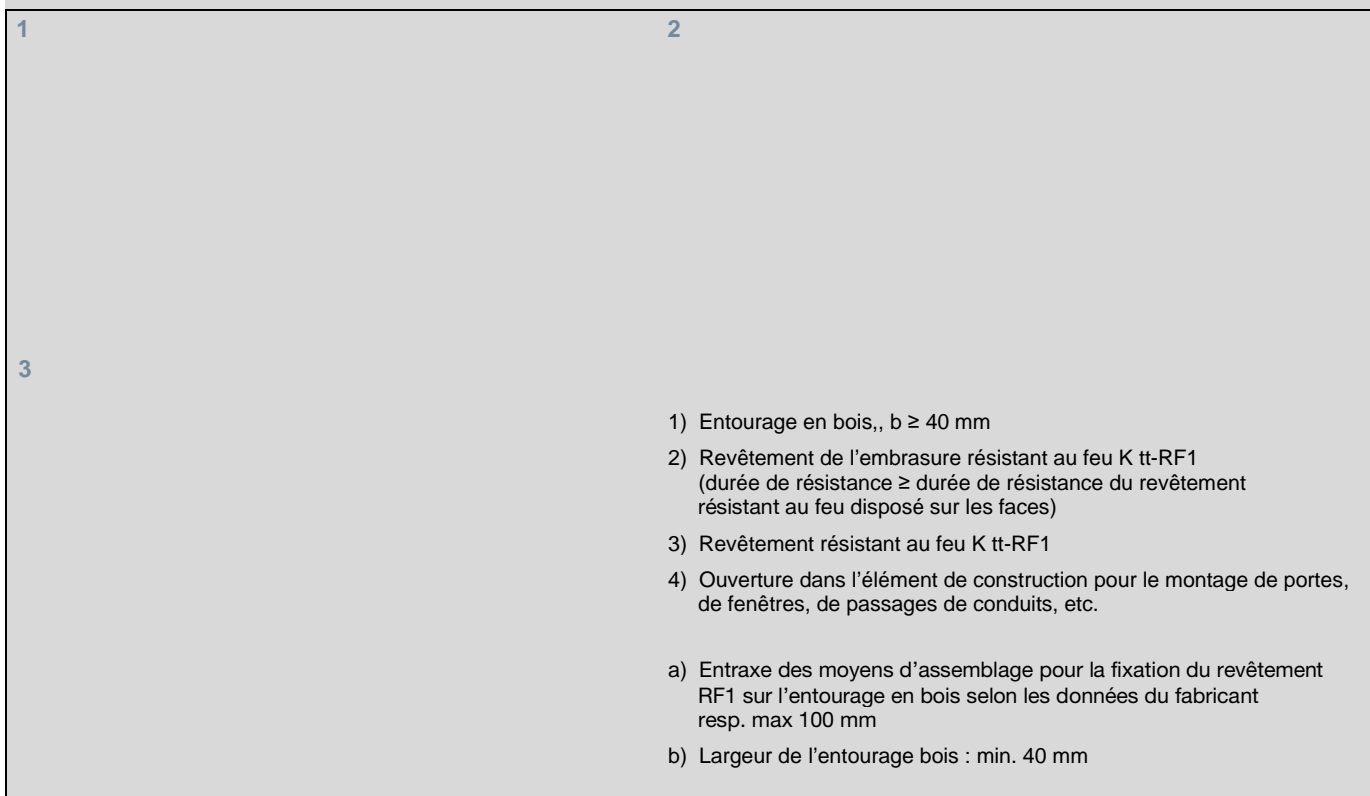 1
2
3
1) Entourage en bois,, b ≥ 40 mm
2) Revêtement de l’embrasure résistant au feu K tt-RF1
(durée de résistance ≥ durée de résistance du revêtement
résistant au feu disposé sur les faces)
3) Revêtement résistant au feu K tt-RF1
4) Ouverture dans l’élément de construction pour le montage de portes,
de fenêtres, de passages de conduits, etc.
a) Entraxe des moyens d’assemblage pour la fixation du revêtement
RF1 sur l’entourage en bois selon les données du fabricant
resp. max 100 mm
b) Largeur de l’entourage bois : min. 40 mm